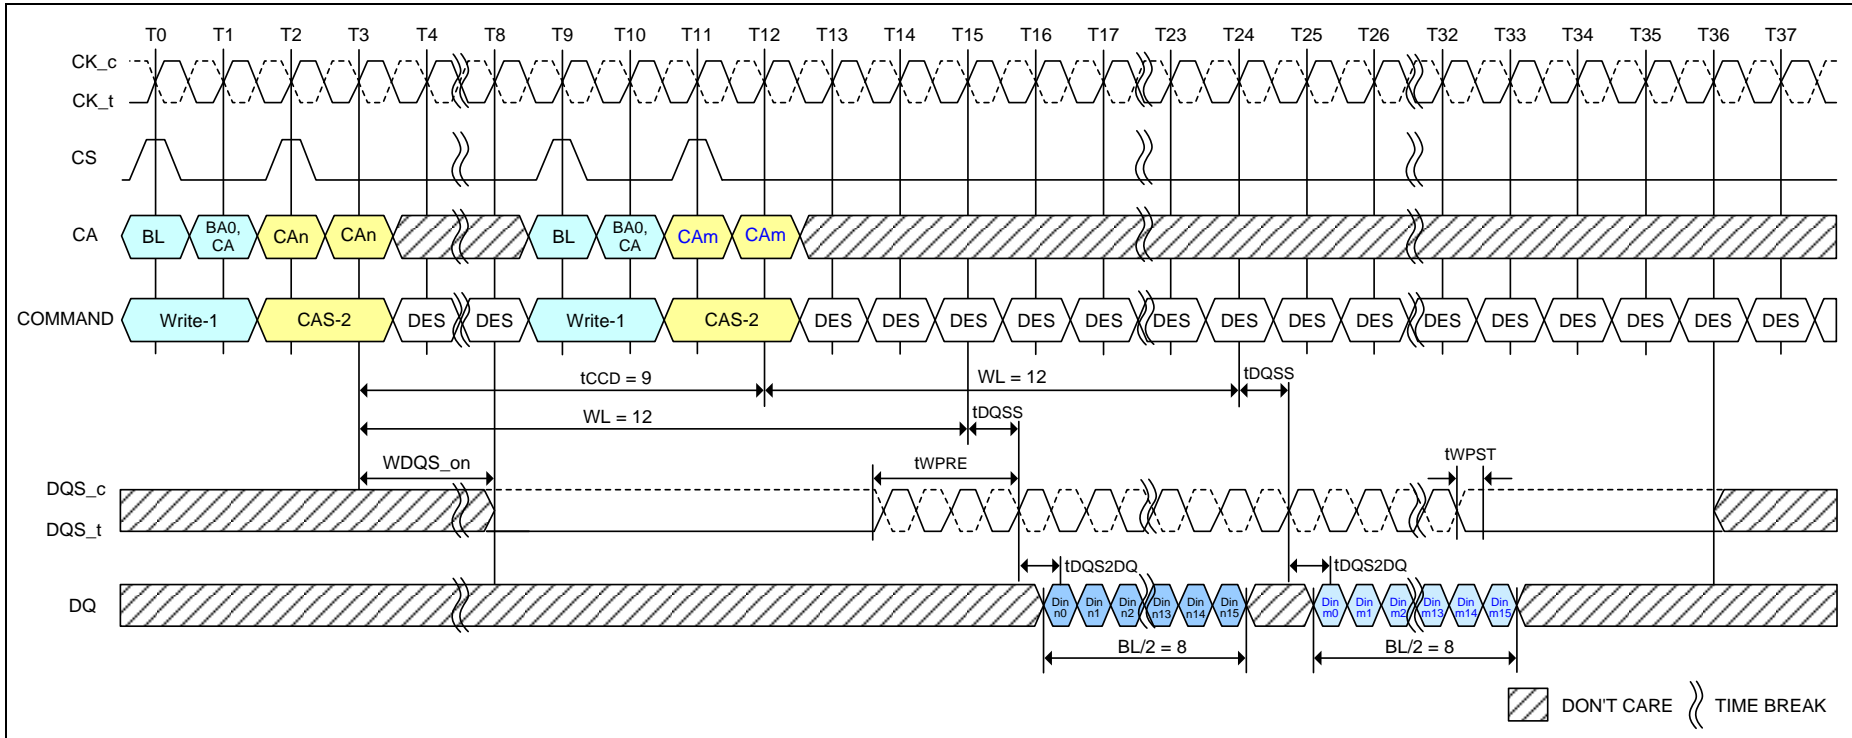 T0 T1 T2 T3 T4 T8 T9 T10 T11 T12 T13 T14 T15 T16 T17 T23 T24 T25 T26 T32 T33 T34 T35 T36 T37
CK_c
CK_t
CS
CA BL BA0, CA CAn CAn BL BA0, CA CAm CAm
COMMAND Write-1 CAS-2 DES DES Write-1 CAS-2 DES DES DES DES DES DES DES DES DES DES DES DES DES DES DES
tCCD = 9 WL = 12 tDQSS
WL = 12 tDQSS
WDQS_on tWPRE tWPST
DQS_c
DQS_t
tDQS2DQ tDQS2DQ
DQ Din n0 Din n1 Din n2 Din n13 Din n14 Din n15 Din m0 Din m1 Din m2 Din m13 Din m14 Din m15
BL/2 = 8 BL/2 = 8
DON'T CARE TIME BREAK